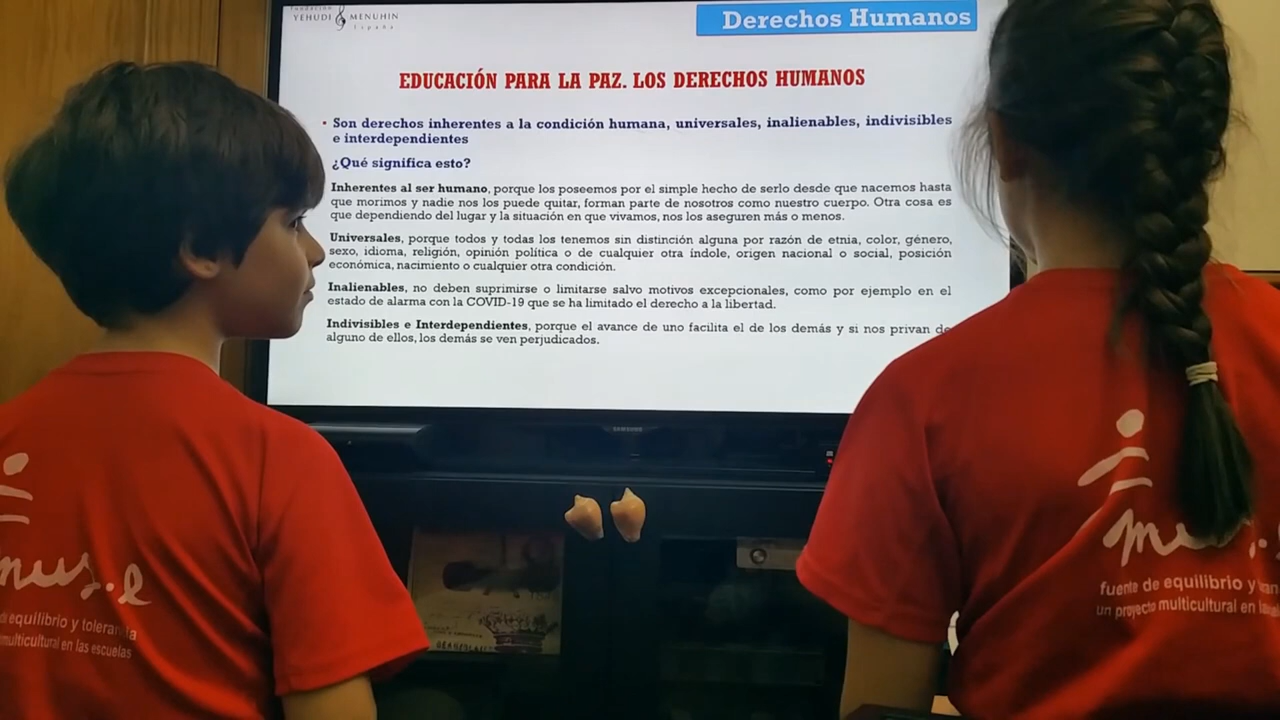 Fundación
YEHUDI MENUHIN
España
Derechos Humanos
EDUCACIÓN PARA LA PAZ. LOS DERECHOS HUMANOS
• Son derechos inherentes a la condición humana, universales, inalienables, indivisibles
e interdependientes
¿Qué significa esto?
Inherentes al ser humano, porque los poseemos por el simple hecho de serlo desde que nacemos hasta
que morimos y nadie nos los puede quitar, forman parte de nosotros como nuestro cuerpo. Otra cosa es
que dependiendo del lugar y la situación en que vivamos, nos los aseguren más o menos.
Universales, porque todos y todas los tenemos sin distinción alguna por razón de etnia, color, género,
sexo, idioma, religión, opinión política o de cualquier otra índole, origen nacional o social, posición
económica, nacimiento o cualquier otra condición.
Inalienables, no deben suprimirse o limitarse salvo motivos excepcionales, como por ejemplo en el
estado de alarma con la COVID-19 que se ha limitado el derecho a la libertad.
Indivisibles e Interdependientes, porque el avance de uno facilita el de los demás y si nos privan de
alguno de ellos, los demás se ven perjudicados.
SAMSUNG
mus.e
equilibrio y tolerancia
multicultural en las escuelas
mu
fuente de equilibrio y
un proyecto multicultural en